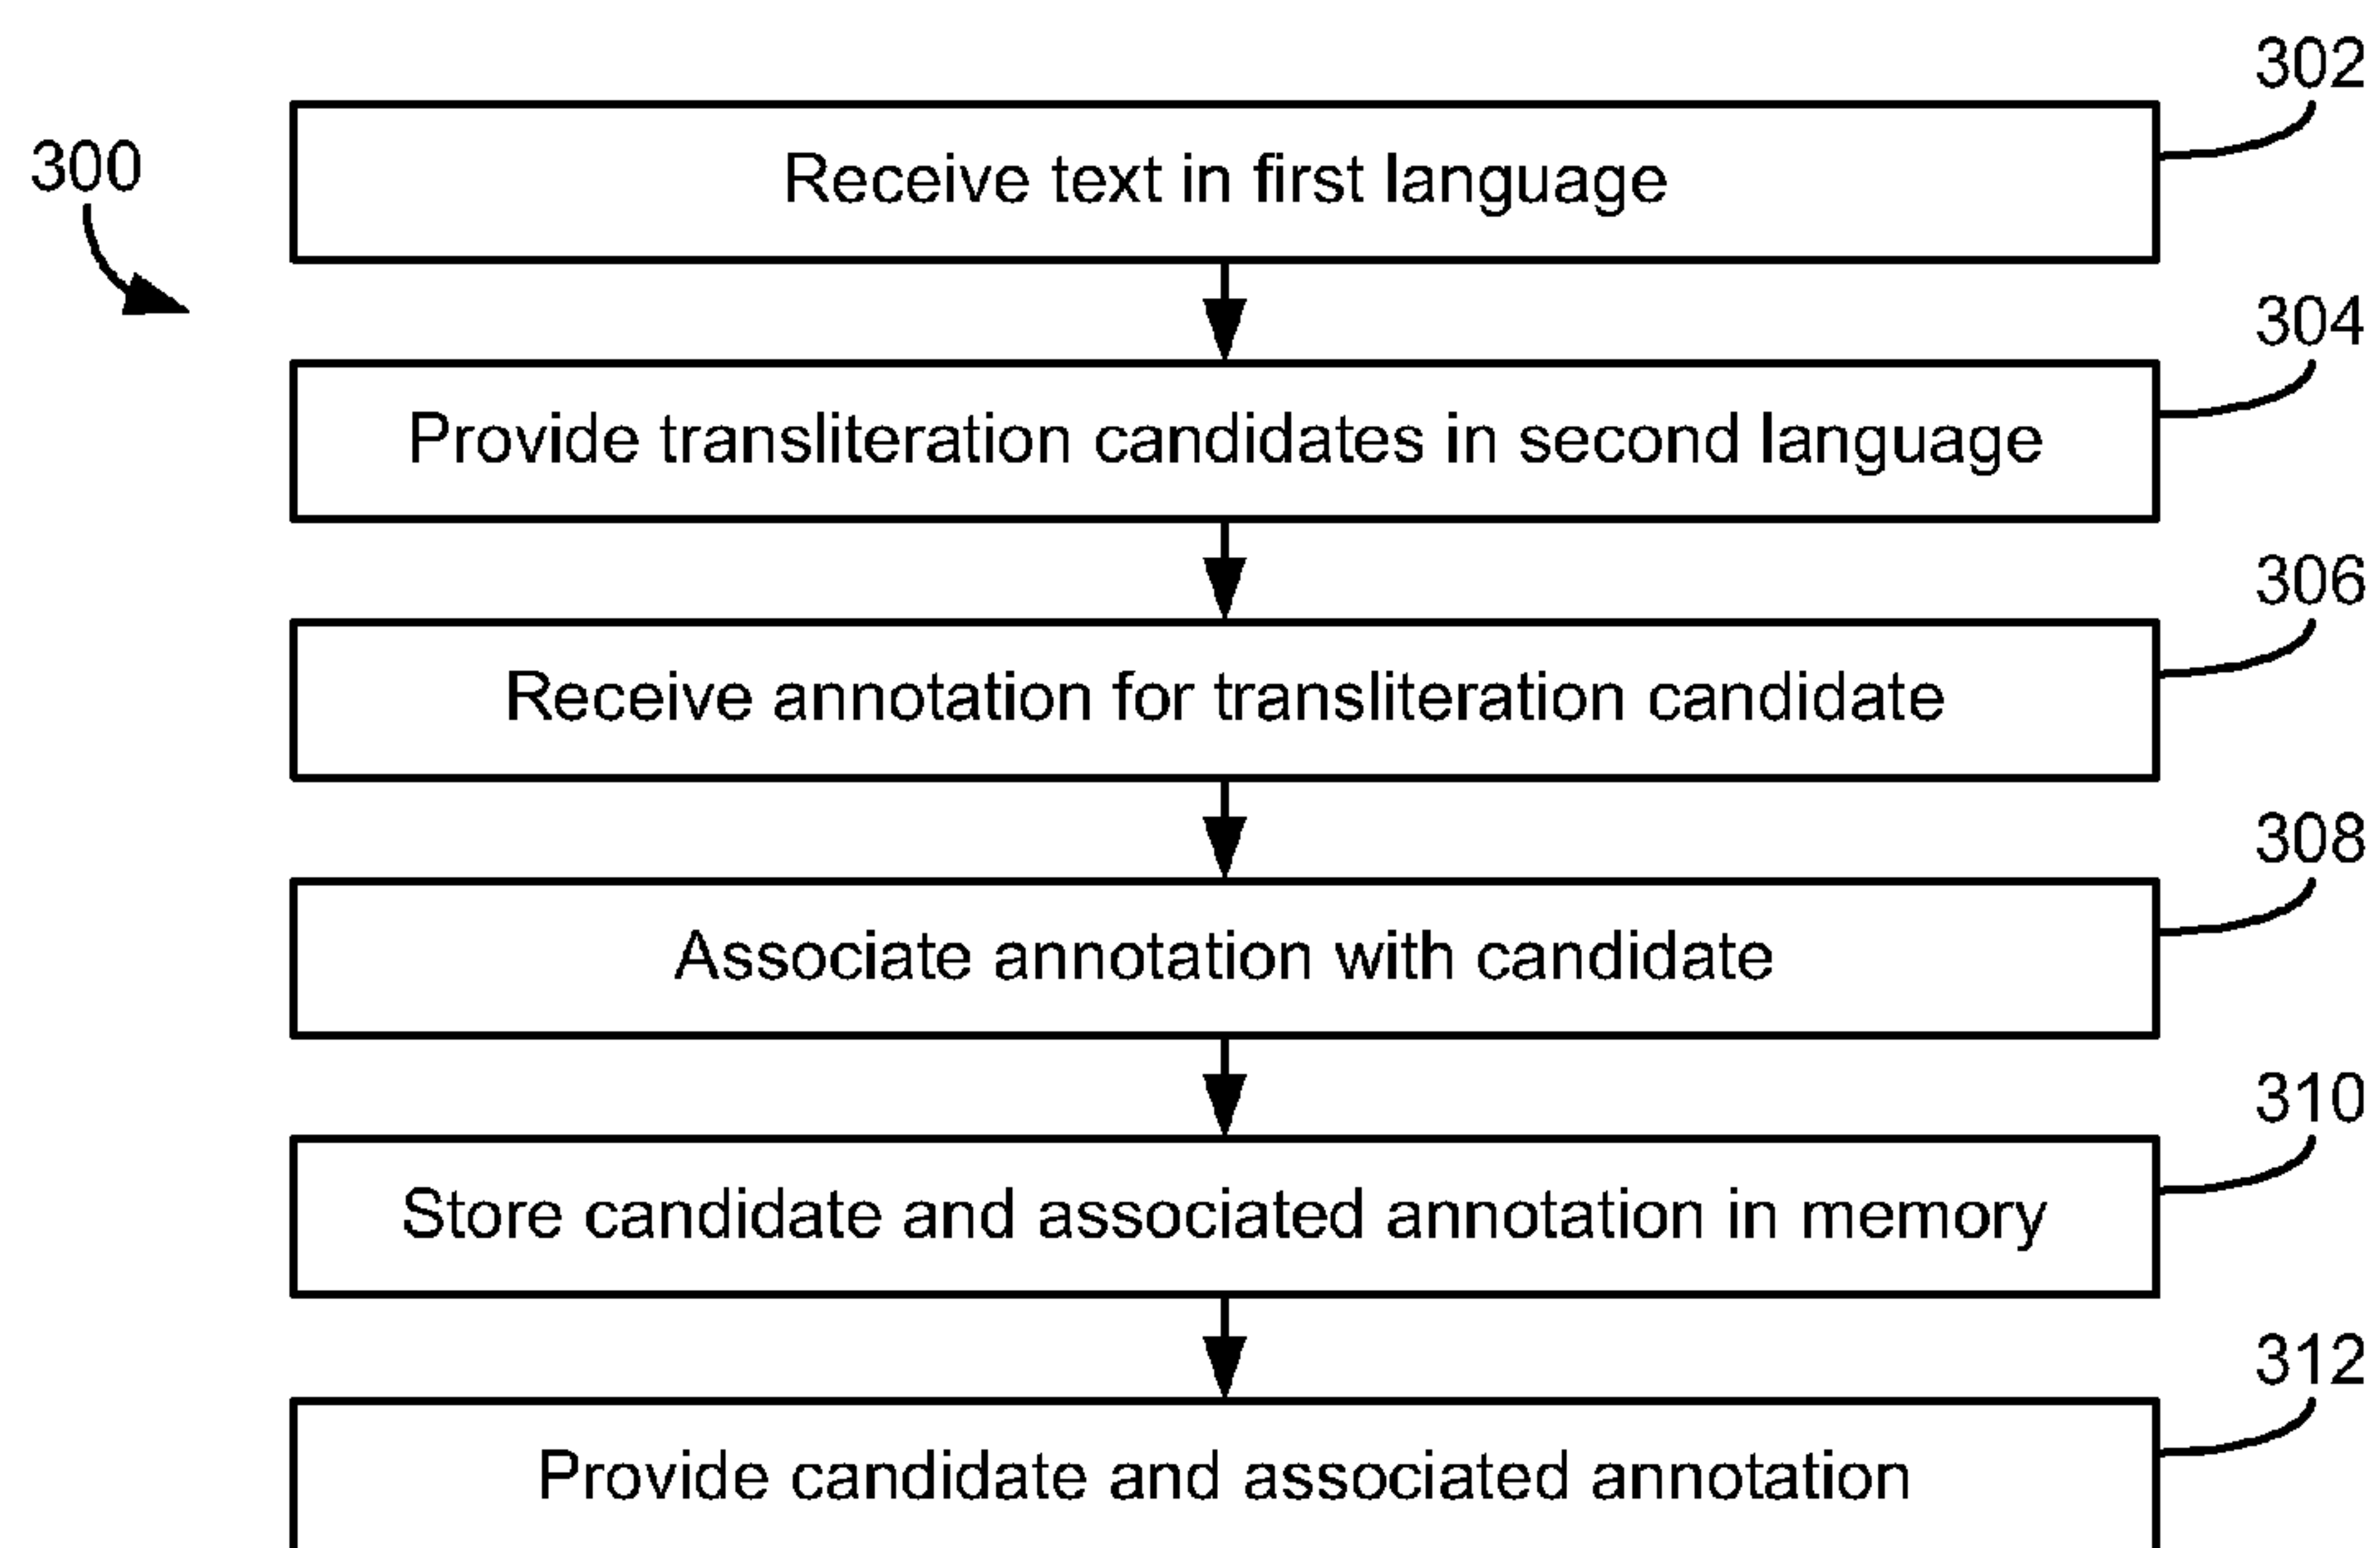 302
300
Receive text in first language
304
Provide transliteration candidates in second language
306
Receive annotation for transliteration candidate
308
Associate annotation with candidate
310
Store candidate and associated annotation in memory
312
Provide candidate and associated annotation